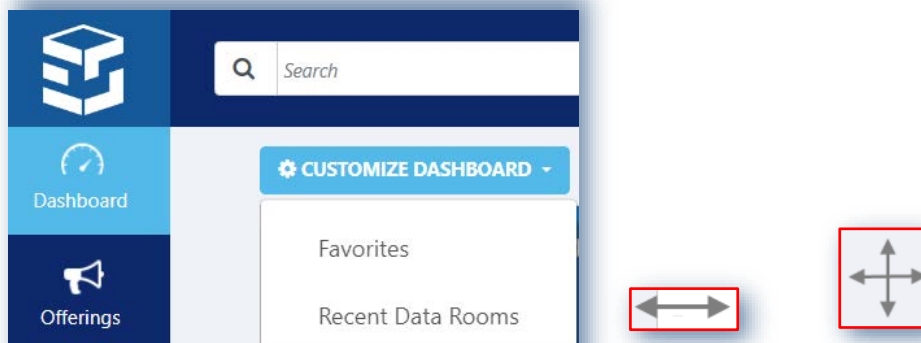 Search
Dashboard
CUSTOMIZE DASHBOARD
Favorites
Offerings
Recent Data Rooms